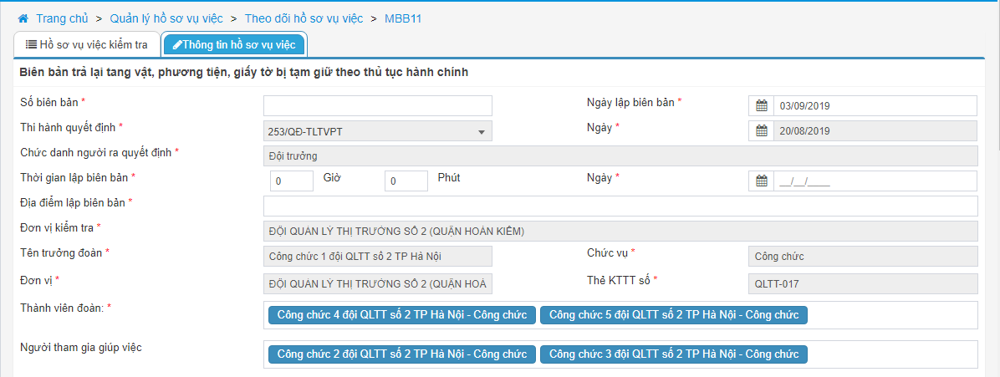 Trang chủ > Quản lý hồ sơ vụ việc > Theo dõi hồ sơ vụ việc > MBB11
Hồ sơ vụ việc kiểm tra Thông tin hồ sơ vụ việc
Biên bản trả lại tang vật, phương tiện, giấy tờ bị tạm giữ theo thủ tục hành chính
Số biên bản * Ngày lập biên bản * 03/09/2019
Thi hành quyết định * 253/QĐ-TLTVPT Ngày * 20/08/2019
Chức danh người ra quyết định * Đội trưởng
Thời gian lập biên bản * 0 Giờ 0 Phút Ngày * __/__/____
Địa điểm lập biên bản *
Đơn vị kiểm tra * ĐỘI QUẢN LÝ THỊ TRƯỜNG SỐ 2 (QUẬN HOÀN KIẾM)
Tên trưởng đoàn * Công chức 1 đội QLTT số 2 TP Hà Nội Chức vụ * Công chức
Đơn vị * ĐỘI QUẢN LÝ THỊ TRƯỜNG SỐ 2 (QUẬN HOÀ Thẻ KTTT số * QLTT-017
Thành viên đoàn: * Công chức 4 đội QLTT số 2 TP Hà Nội - Công chức Công chức 5 đội QLTT số 2 TP Hà Nội - Công chức
Người tham gia giúp việc Công chức 2 đội QLTT số 2 TP Hà Nội - Công chức Công chức 3 đội QLTT số 2 TP Hà Nội - Công chức